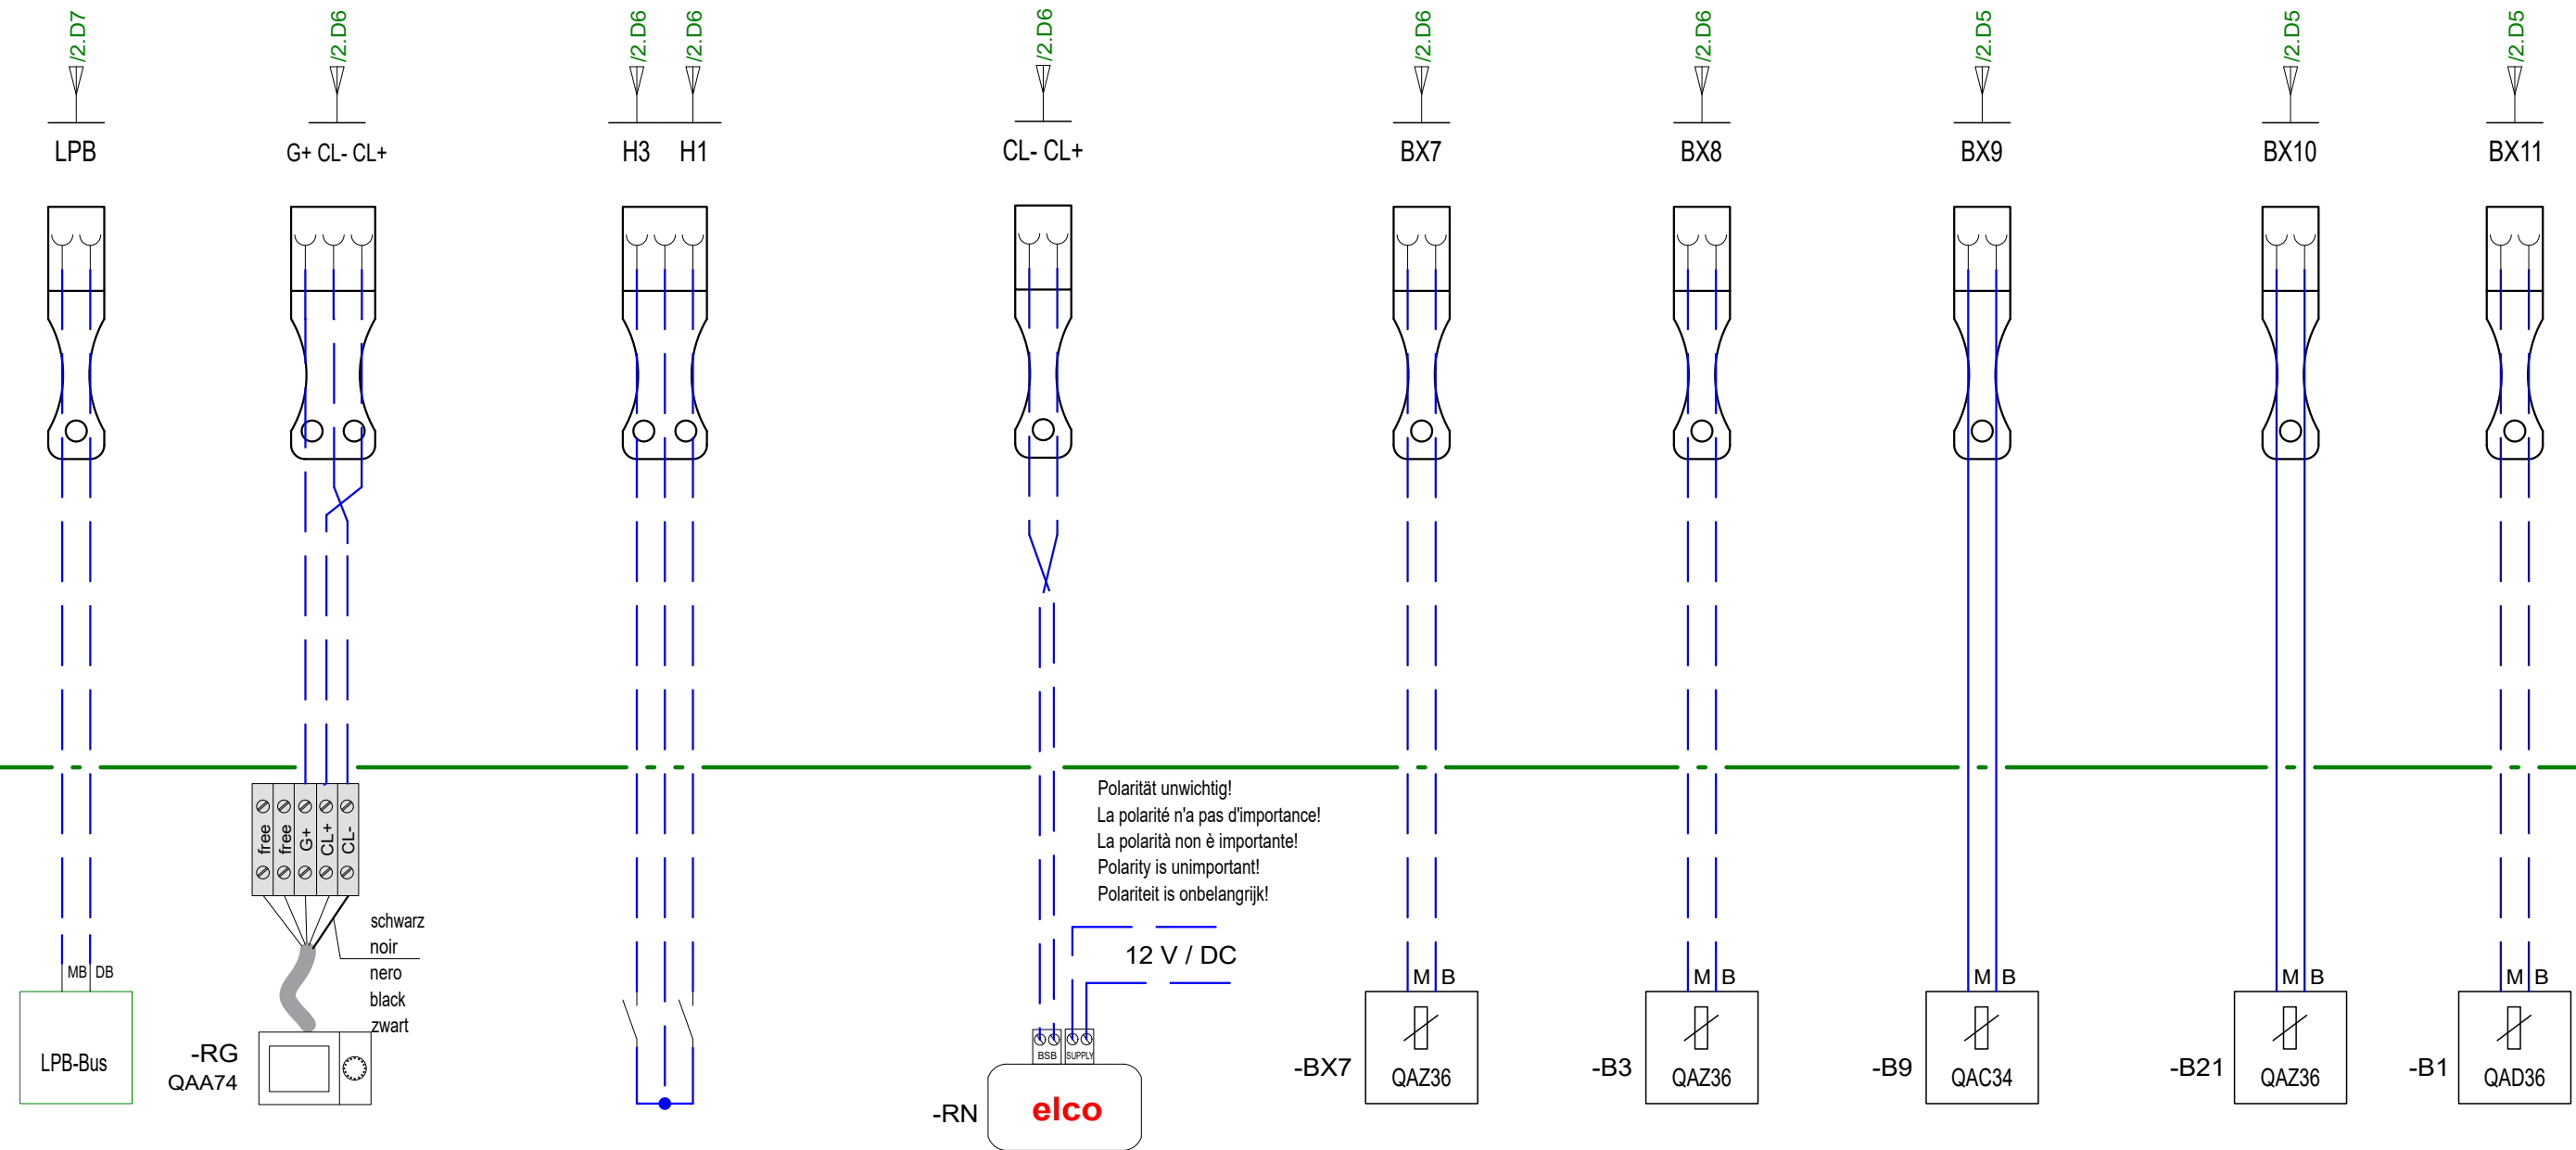 /2.D7 /2.D6 /2.D6 /2.D6 /2.D6 /2.D6 /2.D6 /2.D5 /2.D5 /2.D5
LPB G+ CL- CL+ H3 H1 CL- CL+ BX7 BX8 BX9 BX10 BX11
Polarität unwichtig!
La polarité n'a pas d'importance!
La polarità non è importante!
Polarity is unimportant!
Polariteit is onbelangrijk!
free free G+ CL+ CL-
schwarz
noir
nero
black
zwart
12 V / DC
MB DB
M B M B M B M B M B
LPB-Bus
-RG
QAA74
BSB SUPPLY
-RN
elco
-BX7 QAZ36
-B3 QAZ36
-B9 QAC34
-B21 QAZ36
-B1 QAD36